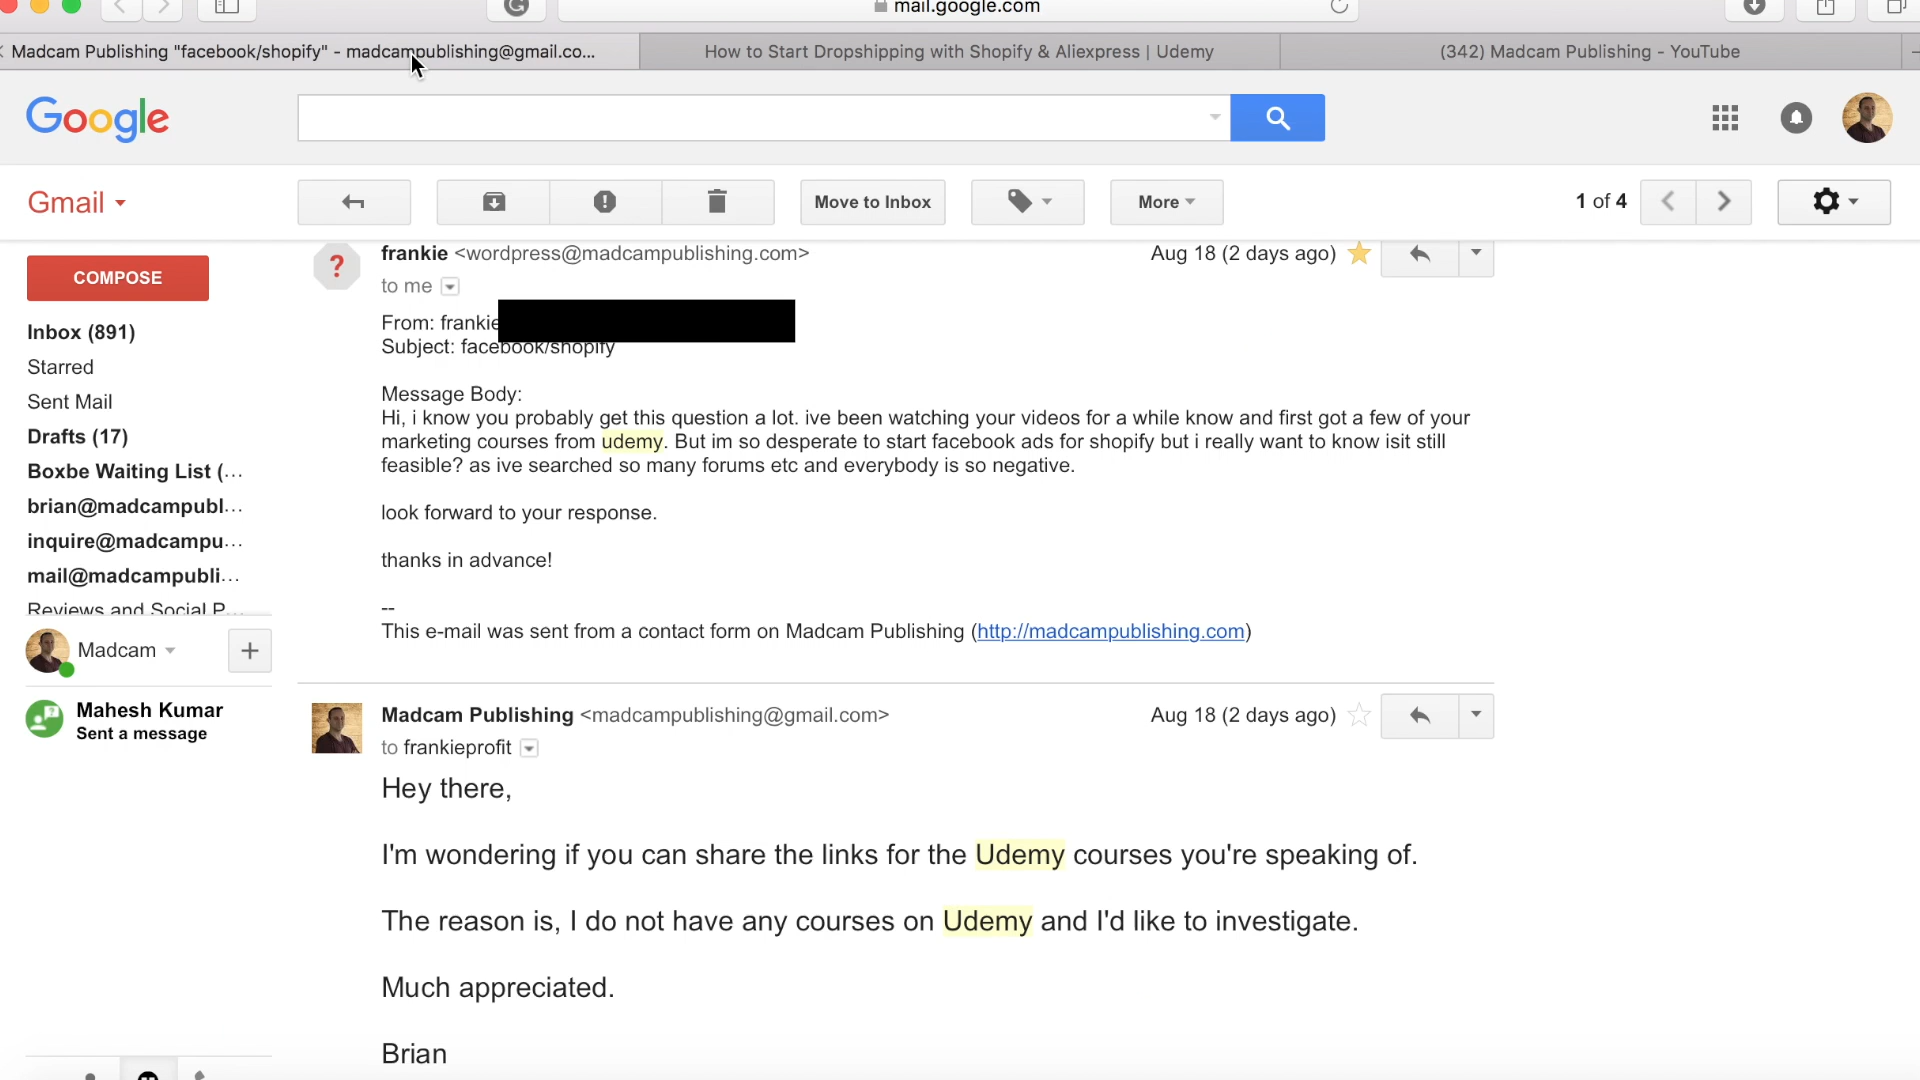 mail.google.com
Madcam Publishing "facebook/shopify" - madcampublishing@gmail.co...
How to Start Dropshipping with Shopify & Aliexpress | Udemy
(342) Madcam Publishing - YouTube
Google
Gmail
Move to Inbox
More
1 of 4
COMPOSE
Inbox (891)
Starred
Sent Mail
Drafts (17)
Boxbe Waiting List (...
brian@madcampubl...
inquire@madcampu...
mail@madcampubli...
Reviews and Social P...
Madcam
Mahesh Kumar
Sent a message
frankie <wordpress@madcampublishing.com>
Aug 18 (2 days ago)
to me
From: frankie
Subject: facebook/shopify
Message Body:
Hi, i know you probably get this question a lot. ive been watching your videos for a while know and first got a few of your
marketing courses from udemy. But im so desperate to start facebook ads for shopify but i really want to know isit still
feasible? as ive searched so many forums etc and everybody is so negative.
look forward to your response.
thanks in advance!
--
This e-mail was sent from a contact form on Madcam Publishing (http://madcampublishing.com)
Madcam Publishing <madcampublishing@gmail.com>
Aug 18 (2 days ago)
to frankieprofit
Hey there,
I'm wondering if you can share the links for the Udemy courses you're speaking of.
The reason is, I do not have any courses on Udemy and I'd like to investigate.
Much appreciated.
Brian